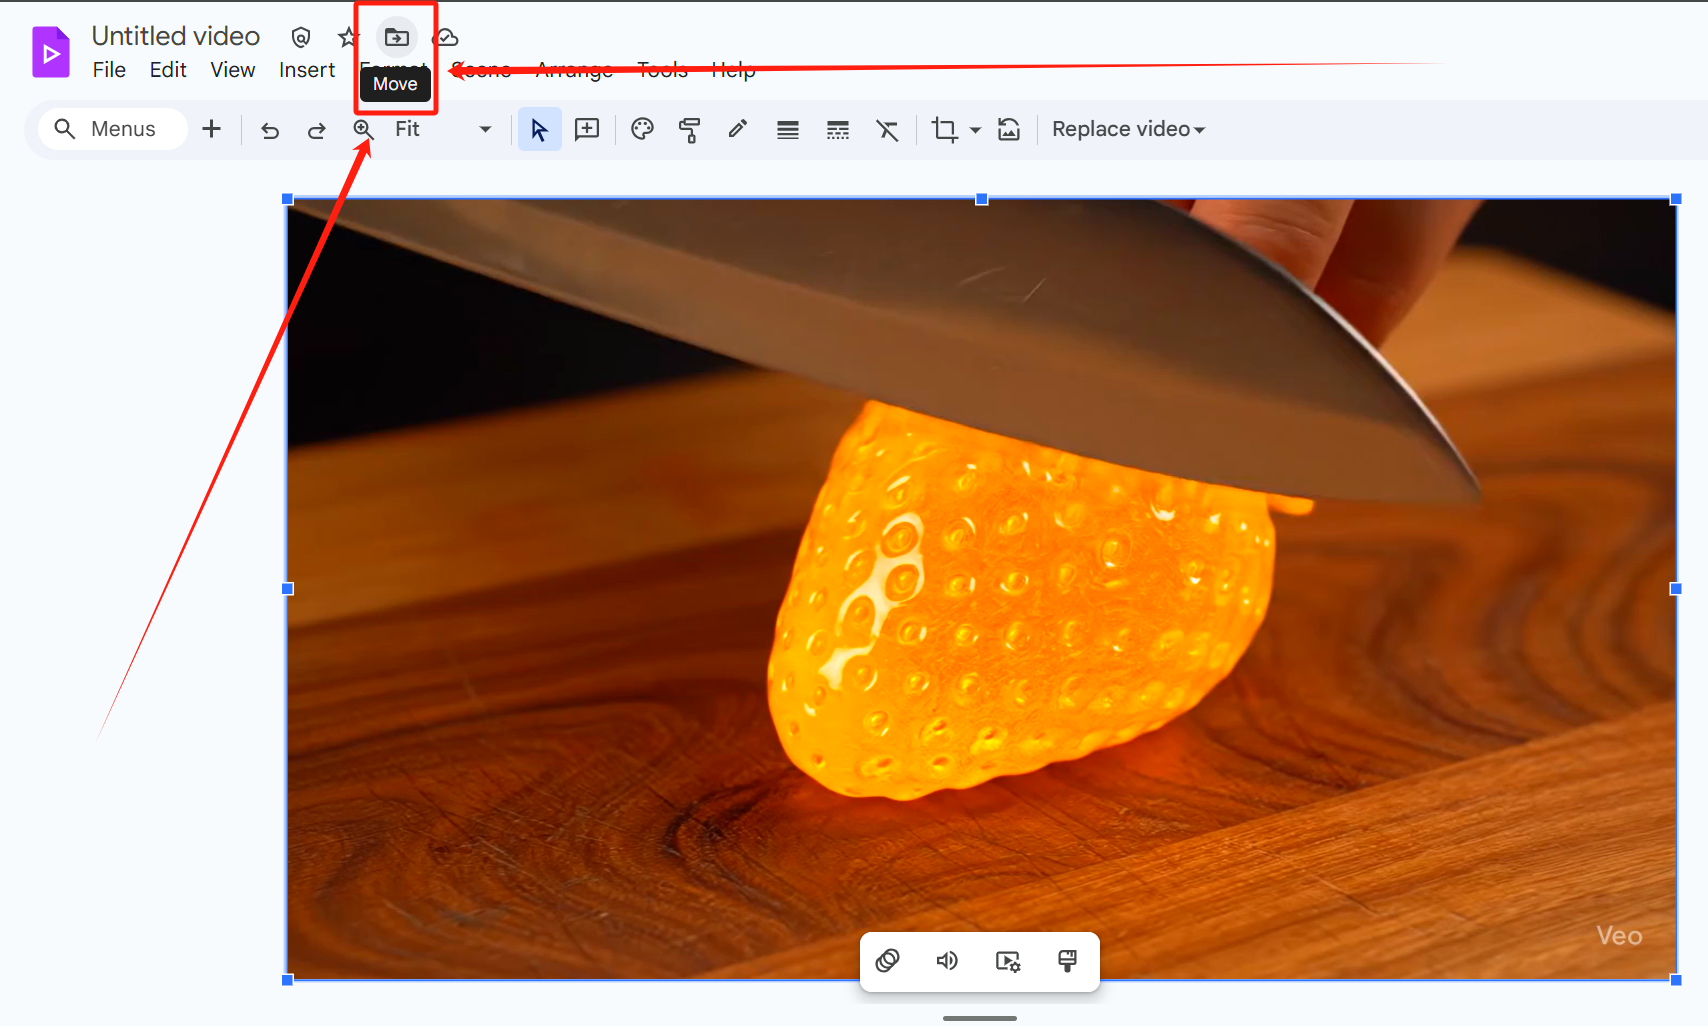 Untitled video
File Edit View Insert Format Scene Arrange Tools Help
Move
Menus Fit Replace video
Veo